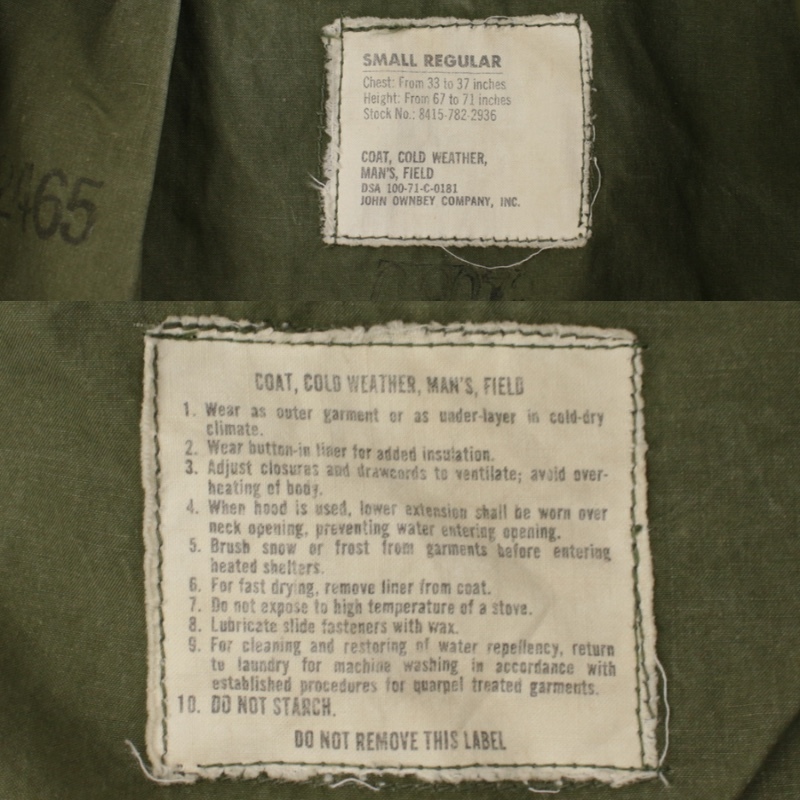 SMALL REGULAR
Chest: From 33 to 37 inches
Height: From 67 to 71 inches
Stock No.: 8415-782-2936
COAT, COLD WEATHER,
MAN'S, FIELD
DSA 100-71-C-0181
JOHN OWNBEY COMPANY, INC.
465
COAT, COLD WEATHER, MAN'S, FIELD
1. Wear as outer garment or as under-layer in cold-dry
climate.
2. Wear button-in liner for added insulation.
3. Adjust closures and drawcords to ventilate; avoid over-
heating of body.
4. When hood is used, lower extension shall be worn over
neck opening, preventing water entering opening.
5. Brush snow or frost from garments before entering
heated shelters.
6. For fast drying, remove liner from coat.
7. Do not expose to high temperature of a stove.
8. Lubricate slide fasteners with wax.
9. For cleaning and restoring of water repellency, return
to laundry for machine washing in accordance with
established procedures for quarpel treated garments.
10. DO NOT STARCH.
DO NOT REMOVE THIS LABEL